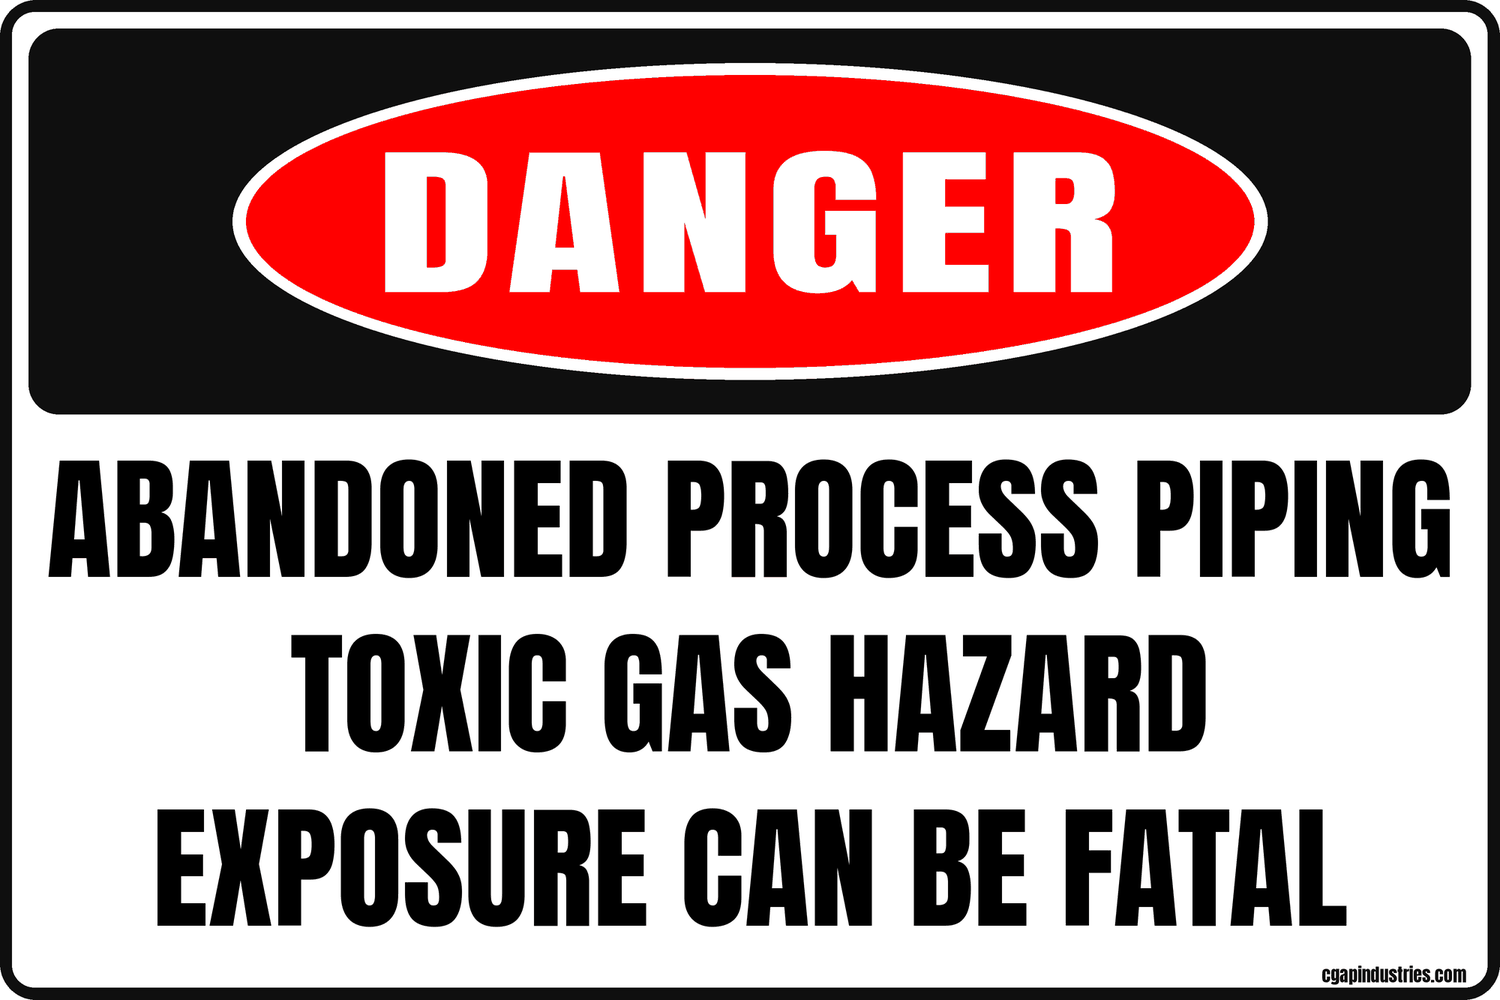 DANGER
ABANDONED PROCESS PIPING
TOXIC GAS HAZARD
EXPOSURE CAN BE FATAL
cgapindustries.com